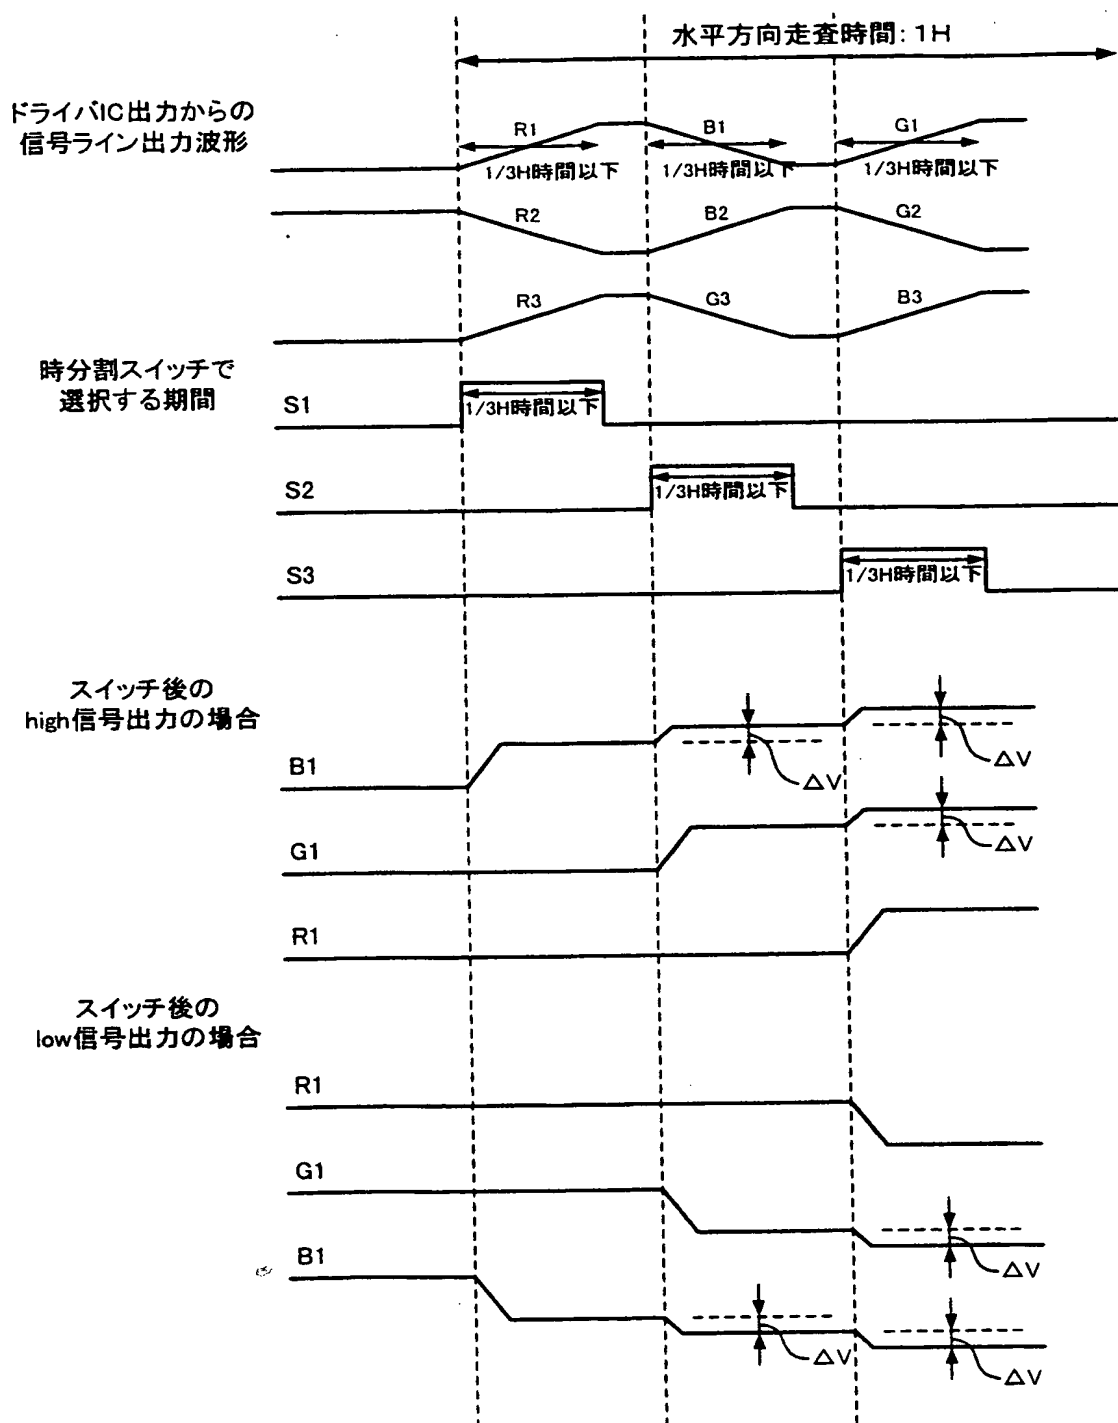 水平方向走査時間:1H
ドライバIC出力からの
信号ライン出力波形
R1
B1
G1
1/3H時間以下
1/3H時間以下
1/3H時間以下
R2
B2
G2
R3
G3
B3
時分割スイッチで
選択する期間
S1
1/3H時間以下
S2
1/3H時間以下
S3
1/3H時間以下
スイッチ後の
high信号出力の場合
B1
ΔV
ΔV
G1
ΔV
R1
スイッチ後の
low信号出力の場合
R1
G1
ΔV
B1
ΔV
ΔV